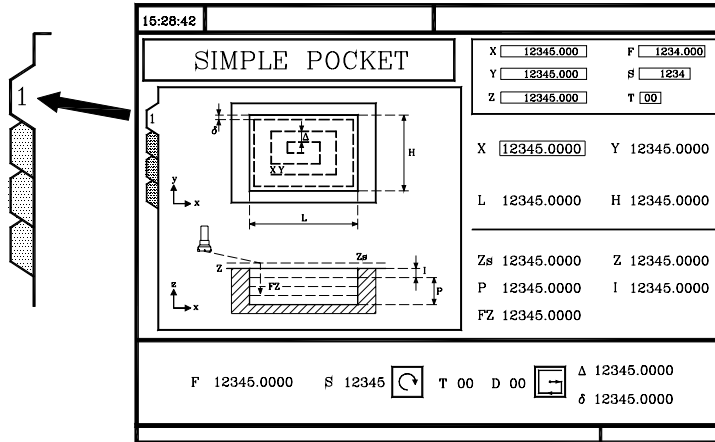 15:28:42
SIMPLE POCKET
X 12345.000 F 1234.000
Y 12345.000 S 1234
Z 12345.000 T 00
1
1
δ
Δ
H
XY
y
x
L
Zs
Z
I
FZ
P
z
x
X 12345.0000 Y 12345.0000
L 12345.0000 H 12345.0000
Zs 12345.0000 Z 12345.0000
P 12345.0000 I 12345.0000
FZ 12345.0000
F 12345.0000 S 12345 T 00 D 00
Δ 12345.0000
δ 12345.0000